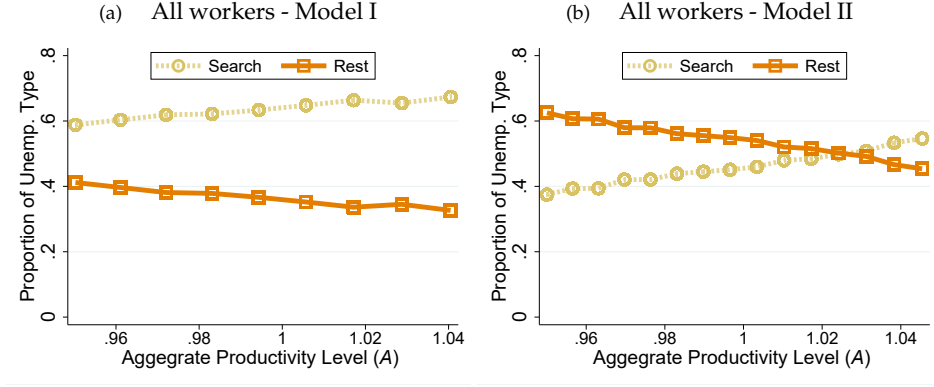 (a) All workers - Model I
Proportion of Unemp. Type
.8
.6
.4
.2
0
Search
Rest
.96
.98
1
1.02
1.04
Aggegrate Productivity Level (A)
(b) All workers - Model II
Proportion of Unemp. Type
.8
.6
.4
.2
0
Search
Rest
.96
.98
1
1.02
1.04
Aggegrate Productivity Level (A)